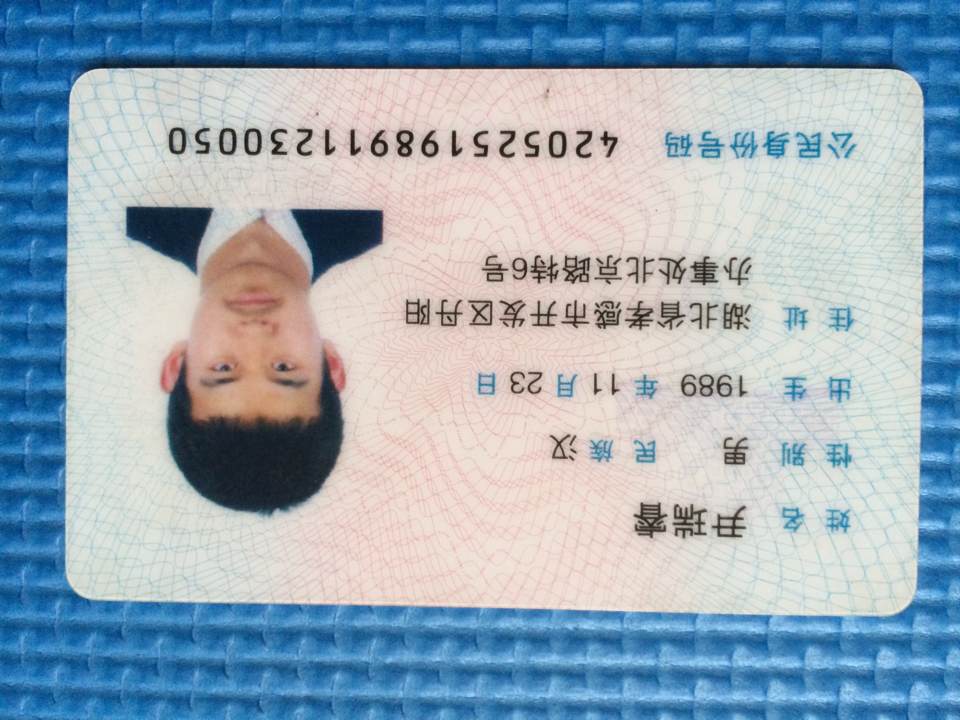 姓名 尹瑞睿
性别 男 民族 汉
出生 1989 年 11 月 23 日
住址 湖北省孝感市开发区丹阳
办事处北京路特6号
公民身份号码 420525198911230050